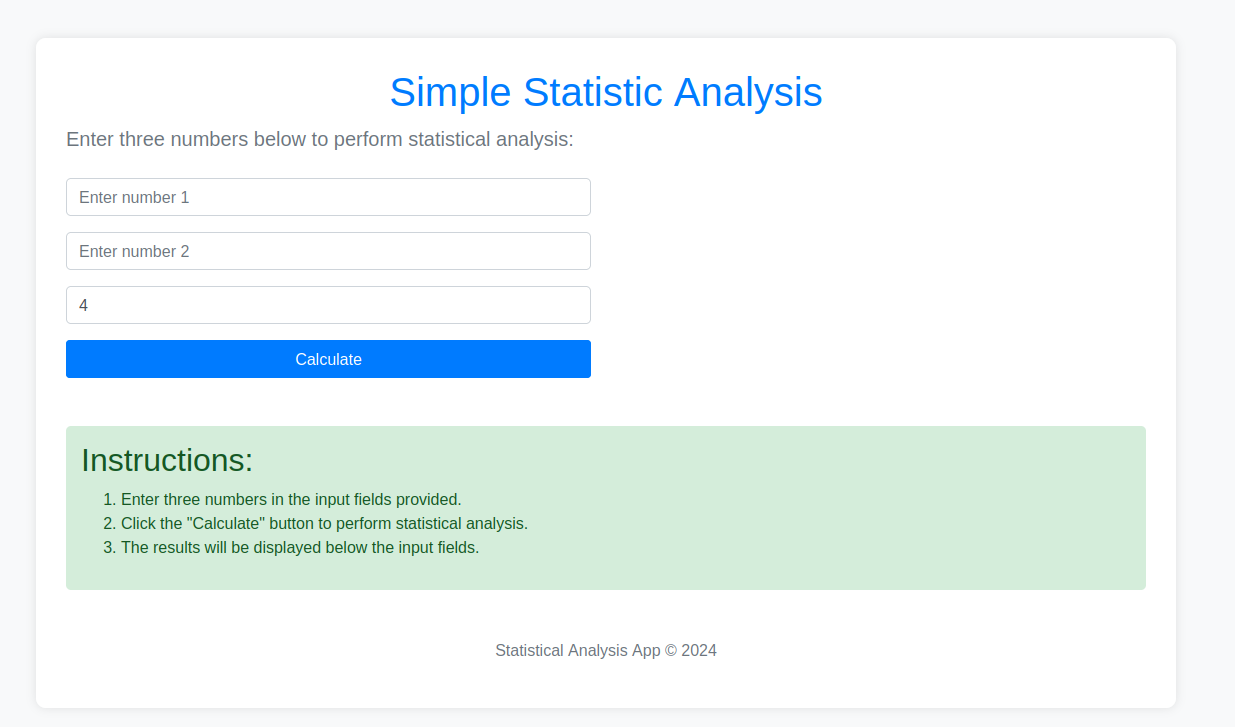 Simple Statistic Analysis
Enter three numbers below to perform statistical analysis:
Enter number 1
Enter number 2
4
Calculate
Instructions:
1. Enter three numbers in the input fields provided.
2. Click the "Calculate" button to perform statistical analysis.
3. The results will be displayed below the input fields.
Statistical Analysis App © 2024